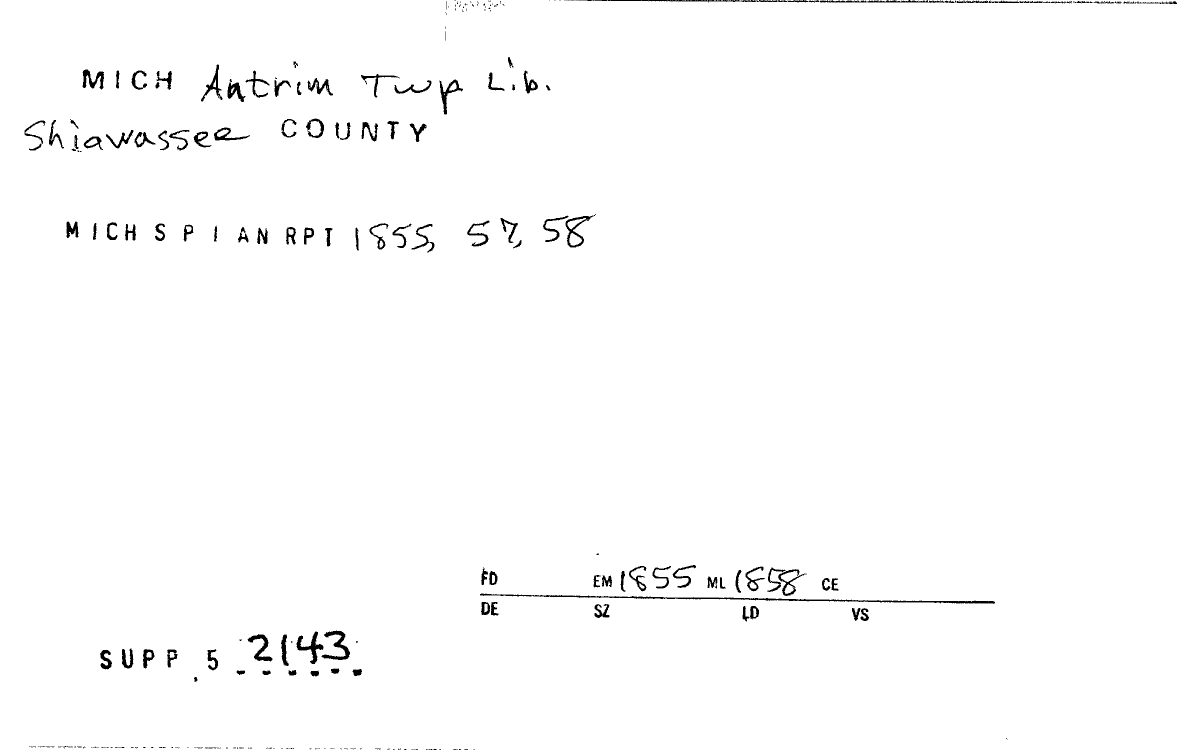 MICH Antrim Twp Lib.
Shiawassee COUNTY
MICH S P I AN RPT 1855, 57, 58
FD EM 1855 ML 1858 CE
DE SZ LD VS
SUPP. 5 2143